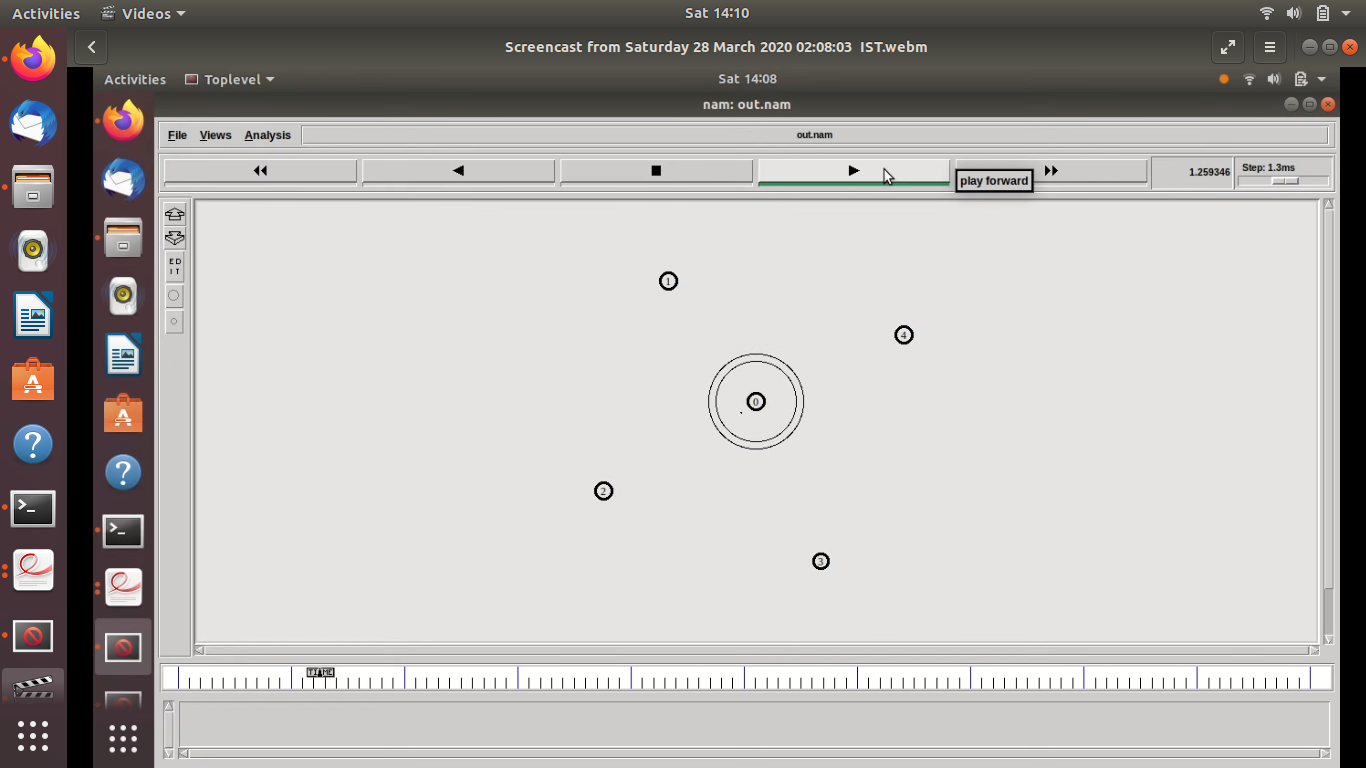 Activities Videos Sat 14:10
Screencast from Saturday 28 March 2020 02:08:03 IST.webm
Activities Toplevel Sat 14:08
nam: out.nam
File Views Analysis out.nam
1.259346 Step: 1.3ms
play forward
E D
I T
1
4
0
2
3
TIME